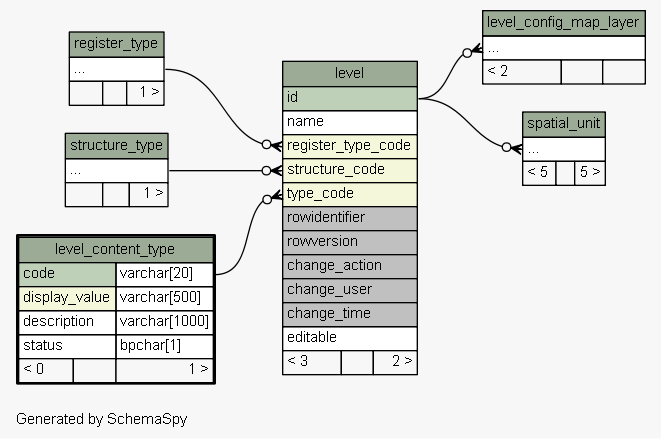 register_type
...
1 >
structure_type
...
1 >
level_content_type
code varchar[20]
display_value varchar[500]
description varchar[1000]
status bpchar[1]
< 0 1 >
level
id
name
register_type_code
structure_code
type_code
rowidentifier
rowversion
change_action
change_user
change_time
editable
< 3 2 >
level_config_map_layer
...
< 2
spatial_unit
...
< 5 5 >
Generated by SchemaSpy